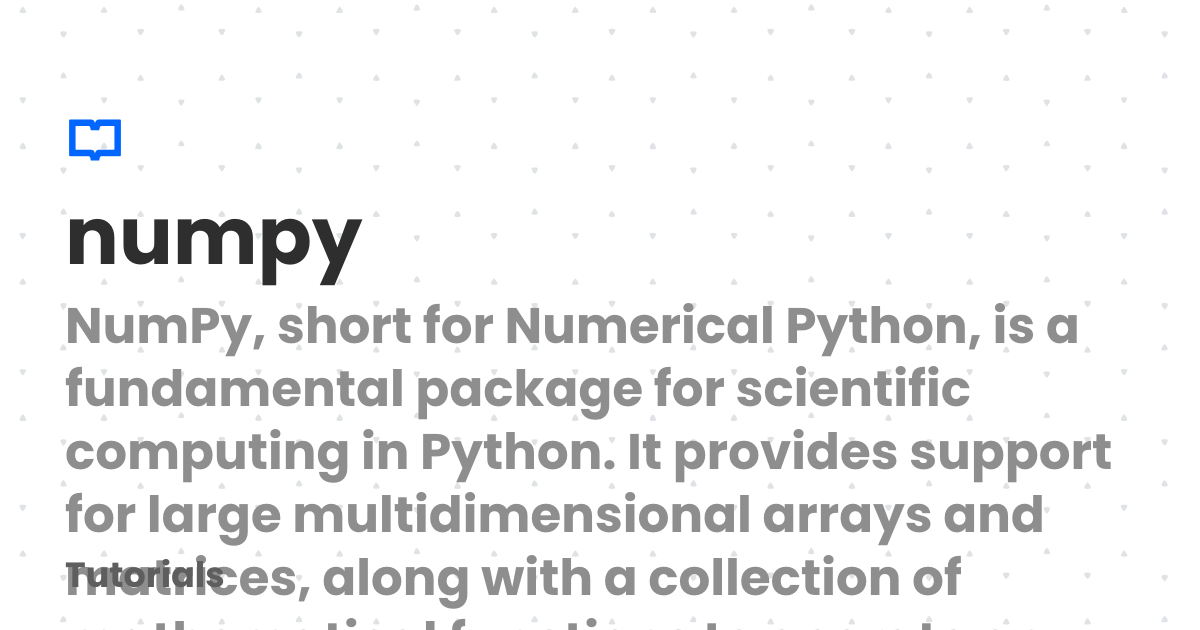 numpy
NumPy, short for Numerical Python, is a
fundamental package for scientific
computing in Python. It provides support
for large multidimensional arrays and
matrices, along with a collection of
Tutorials